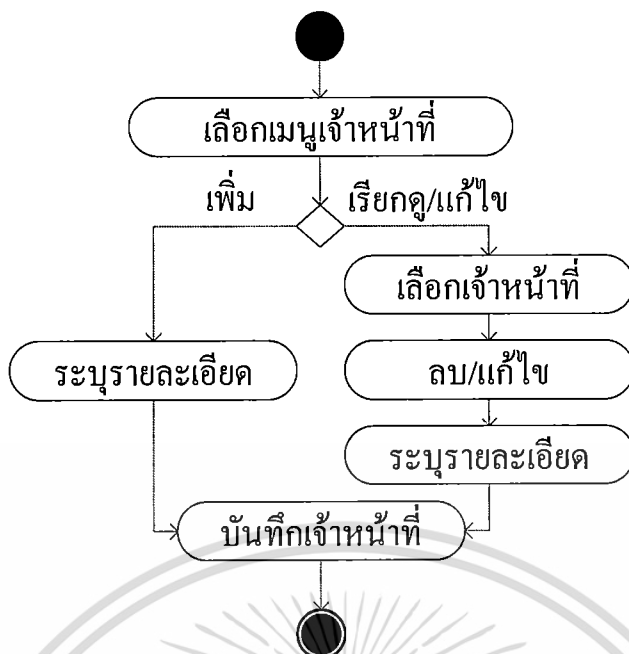 เลือกเมนูเจ้าหน้าที่
เพิ่ม
เรียกดู/แก้ไข
เลือกเจ้าหน้าที่
ระบุรายละเอียด
ลบ/แก้ไข
ระบุรายละเอียด
บันทึกเจ้าหน้าที่